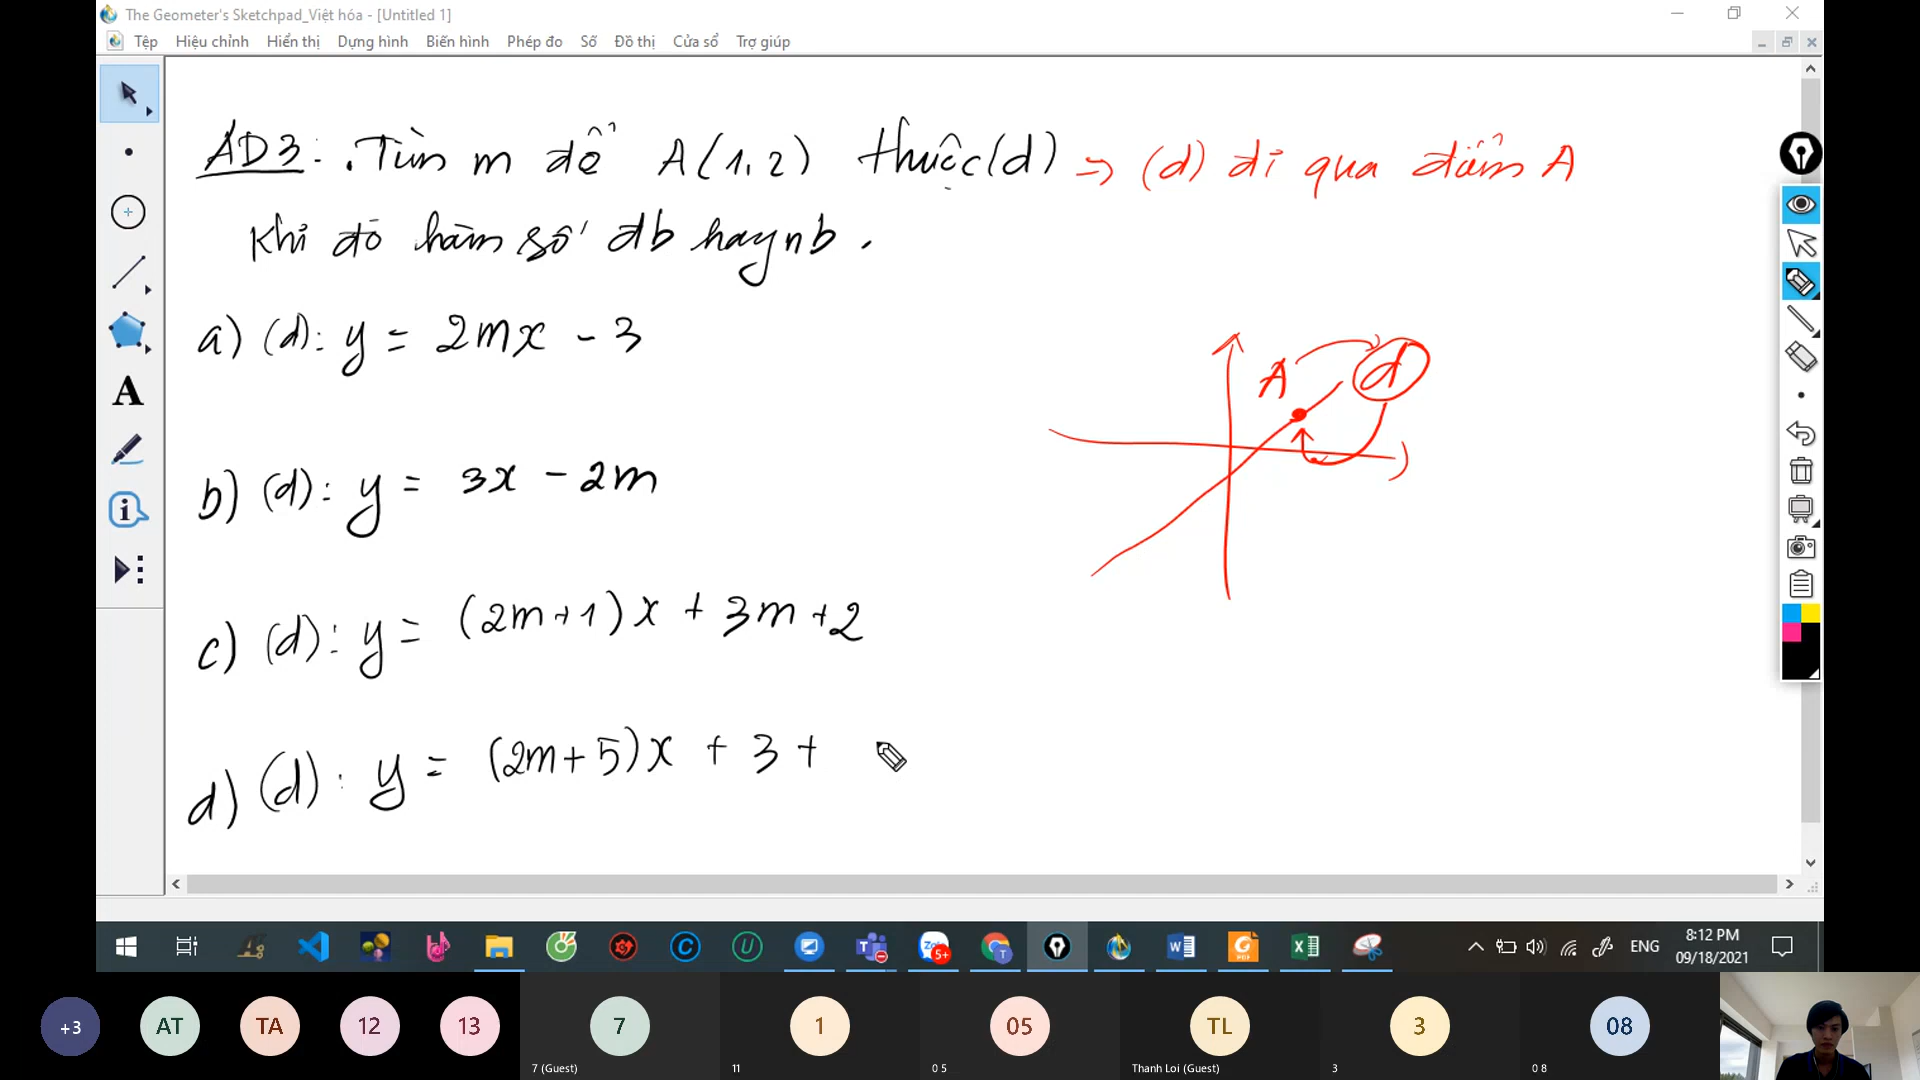 The Geometer's Sketchpad_Việt hóa - [Untitled 1]
Tệp Hiệu chỉnh Hiển thị Dựng hình Biến hình Phép đo Số Đồ thị Cửa sổ Trợ giúp
AD3: . Tìm m để A(1,2) thuộc (d) → (d) đi qua điểm A
Khi đó hàm số đb hay nb .
a) (d): y = 2mx - 3
A d
b) (d): y = 3x - 2m
c) (d): y = (2m+1)x + 3m +2
d) (d): y = (2m+5)x + 3 +
A
i
Zalo 5+
T
ENG 8:12 PM
09/18/2021
+3 AT TA 12 13 7 1 05 TL 3 08
7 (Guest) 11 0 5 Thanh Loi (Guest) 3 0 8